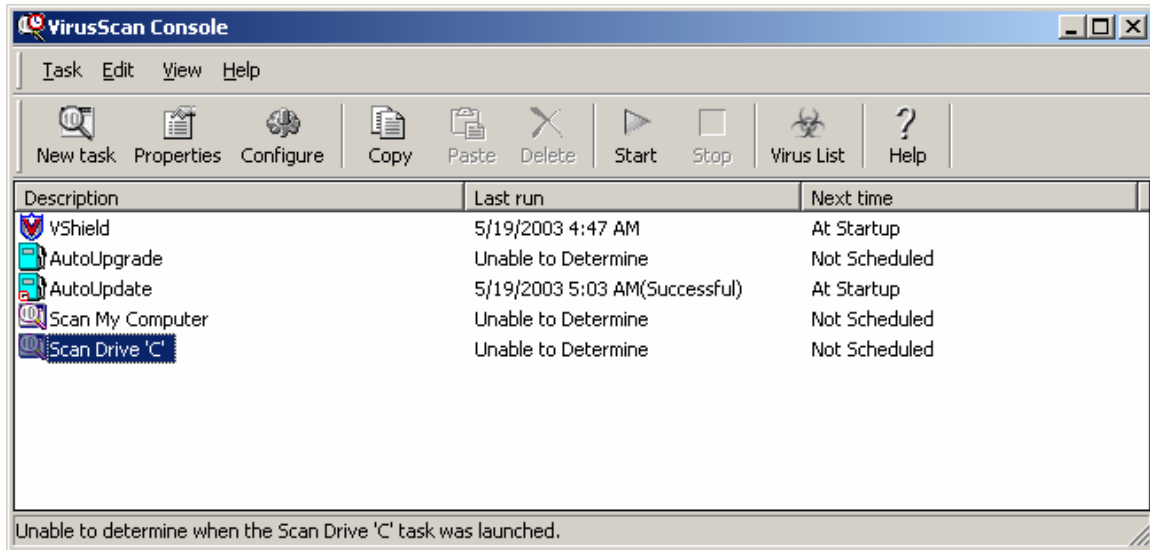 VirusScan Console
Task Edit View Help
New task Properties Configure Copy Paste Delete Start Stop Virus List Help
Description Last run Next time
VShield 5/19/2003 4:47 AM At Startup
AutoUpgrade Unable to Determine Not Scheduled
AutoUpdate 5/19/2003 5:03 AM(Successful) At Startup
Scan My Computer Unable to Determine Not Scheduled
Scan Drive 'C' Unable to Determine Not Scheduled
Unable to determine when the Scan Drive 'C' task was launched.